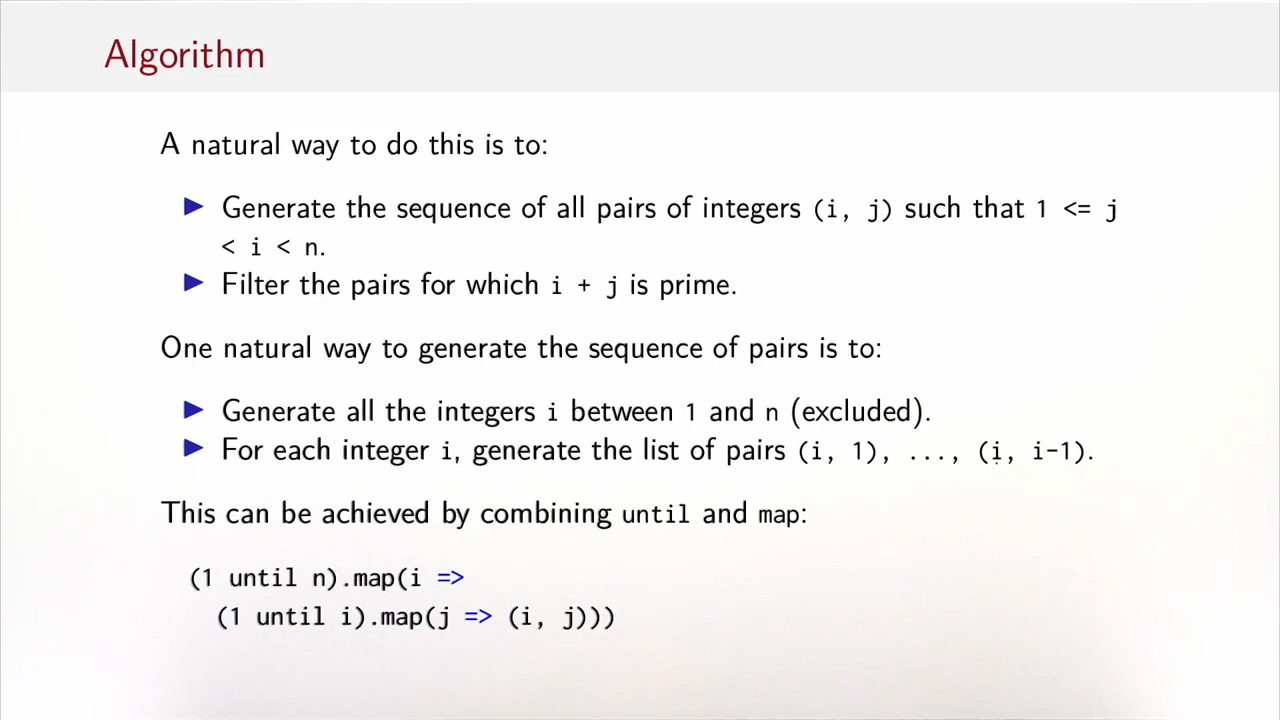 Algorithm
A natural way to do this is to:
▶ Generate the sequence of all pairs of integers (i, j) such that 1 <= j
< i < n.
▶ Filter the pairs for which i + j is prime.
One natural way to generate the sequence of pairs is to:
▶ Generate all the integers i between 1 and n (excluded).
▶ For each integer i, generate the list of pairs (i, 1), ..., (i, i-1).
This can be achieved by combining until and map:
(1 until n).map(i =>
  (1 until i).map(j => (i, j)))